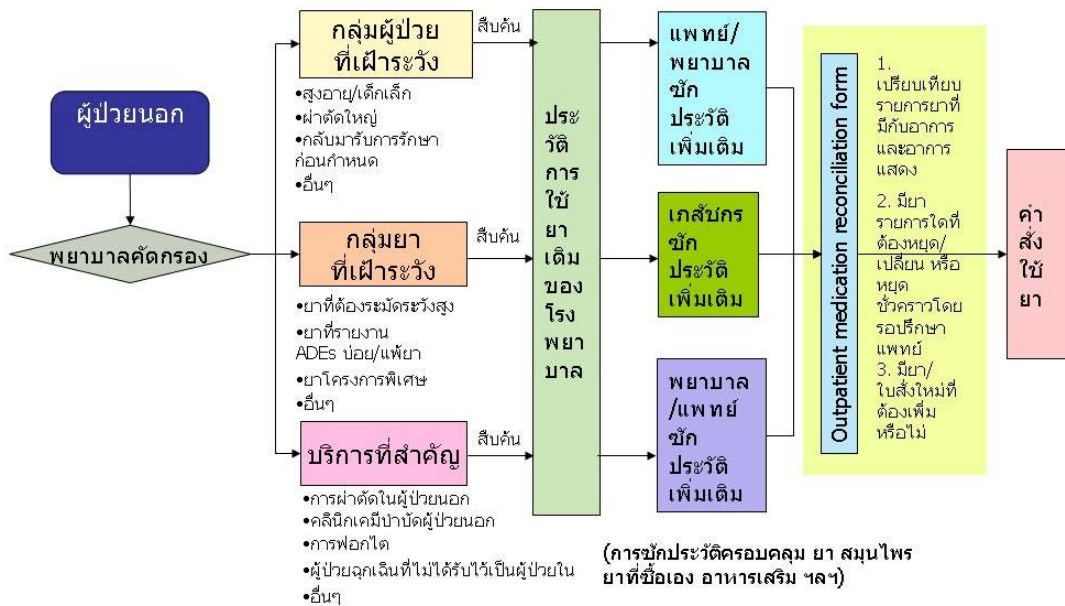 ผู้ป่วยนอก
พยาบาลคัดกรอง
กลุ่มผู้ป่วย
ที่เฝ้าระวัง
•สูงอายุ/เด็กเล็ก
•ผ่าตัดใหญ่
•กลับมารับการรักษา
ก่อนกำหนด
•อื่นๆ
สืบค้น
กลุ่มยา
ที่เฝ้าระวัง
•ยาที่ต้องระมัดระวังสูง
•ยาที่รายงาน
ADEs บ่อย/แพ้ยา
•ยาโครงการพิเศษ
•อื่นๆ
สืบค้น
บริการที่สำคัญ
•การผ่าตัดในผู้ป่วยนอก
•คลินิกเคมีบำบัดผู้ป่วยนอก
•การฟอกไต
•ผู้ป่วยฉุกเฉินที่ไม่ได้รับไว้เป็นผู้ป่วยใน
•อื่นๆ
สืบค้น
ประ
วัติ
การ
ใช้
ยา
เดิม
ของ
โรง
พยา
บาล
แพทย์/
พยาบาล
ซัก
ประวัติ
เพิ่มเติม
เภสัชกร
ซัก
ประวัติ
เพิ่มเติม
พยาบาล
/แพทย์
ซัก
ประวัติ
เพิ่มเติม
(การซักประวัติครอบคลุม ยา สมุนไพร
ยาที่ซื้อเอง อาหารเสริม ฯลฯ)
Outpatient medication reconciliation form
1.
เปรียบเทียบ
รายการยาที่
มีกับอาการ
และอาการ
แสดง
2. มียา
รายการใดที่
ต้องหยุด/
เปลี่ยน หรือ
หยุด
ชั่วคราวโดย
รอปรึกษา
แพทย์
3. มียา/
ใบสั่งใหม่ที่
ต้องเพิ่ม
หรือไม่
คำ
สั่ง
ใช้
ยา